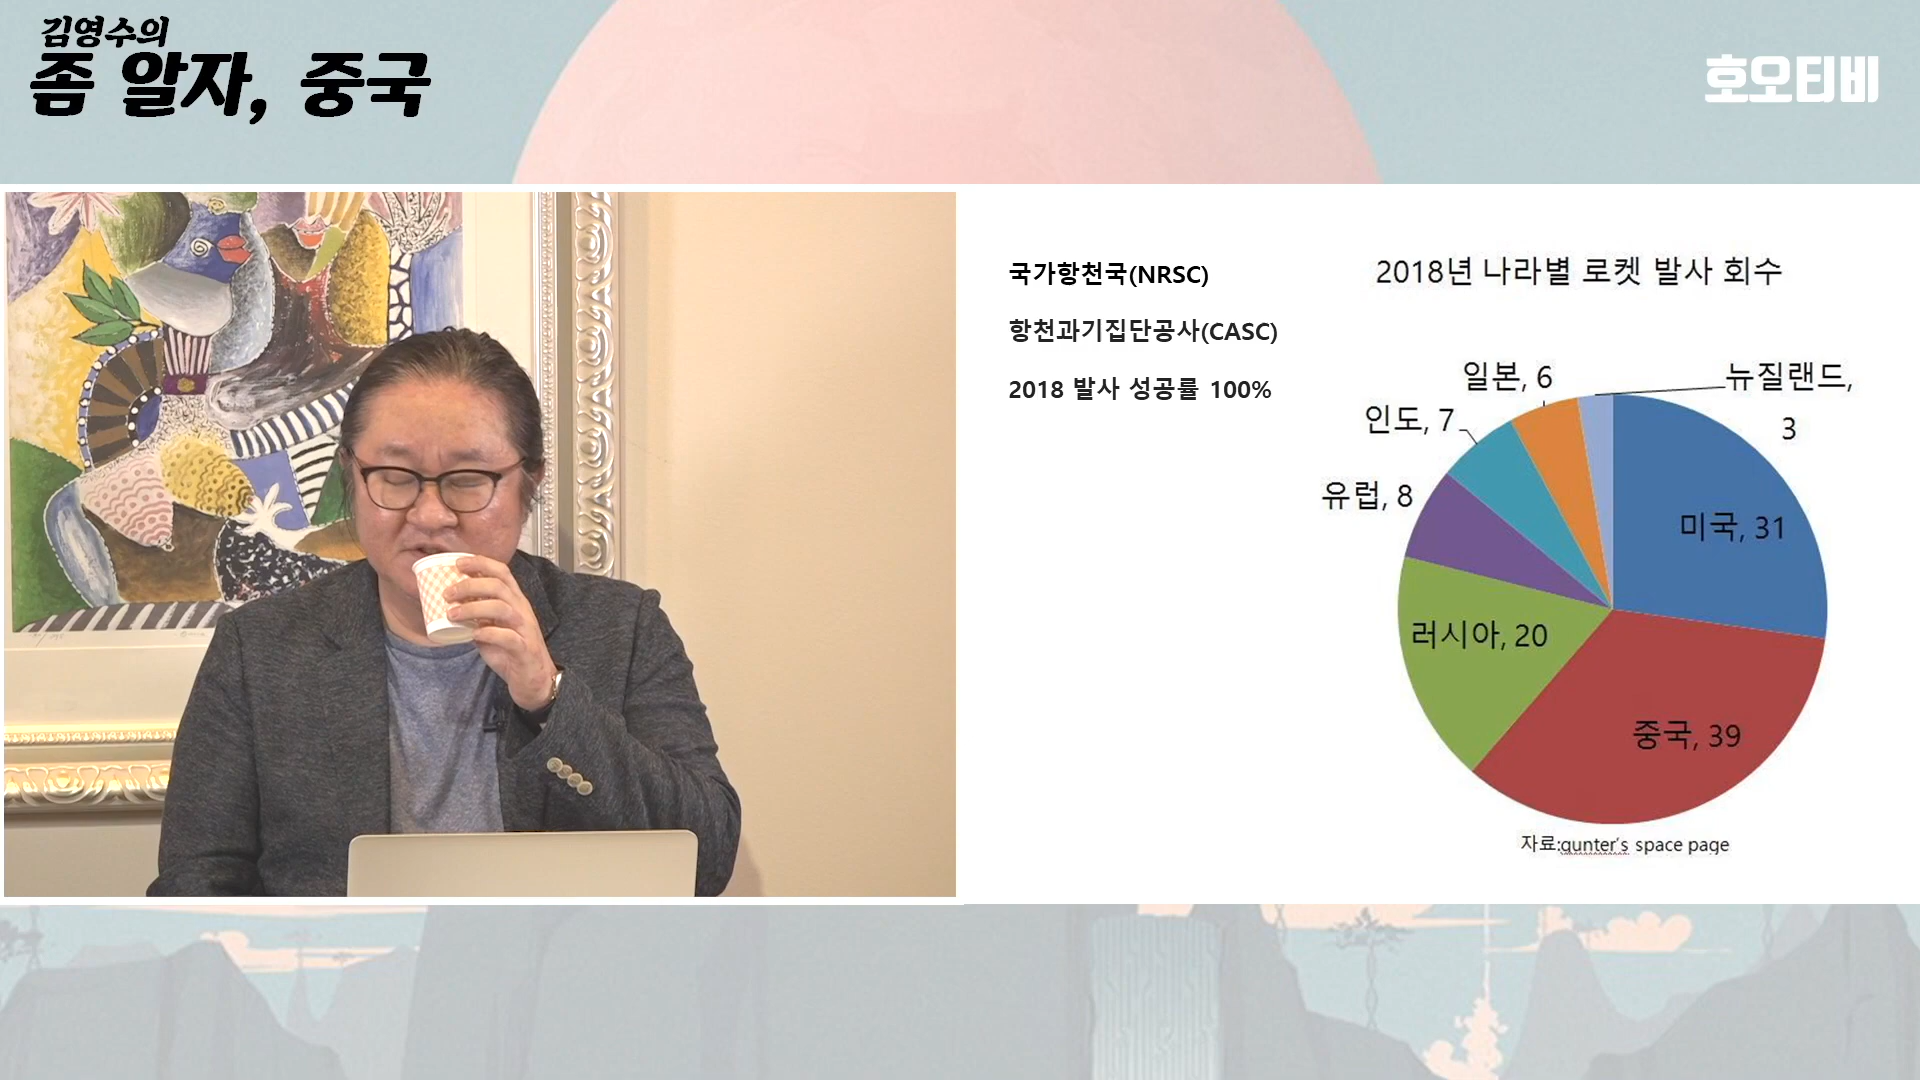 김영수의
좀 알자, 중국
호오티비
국가항천국(NRSC)
항천과기집단공사(CASC)
2018 발사 성공률 100%
2018년 나라별 로켓 발사 회수
일본, 6
뉴질랜드,
3
인도, 7
유럽, 8
미국, 31
러시아, 20
중국, 39
자료:gunter's space page